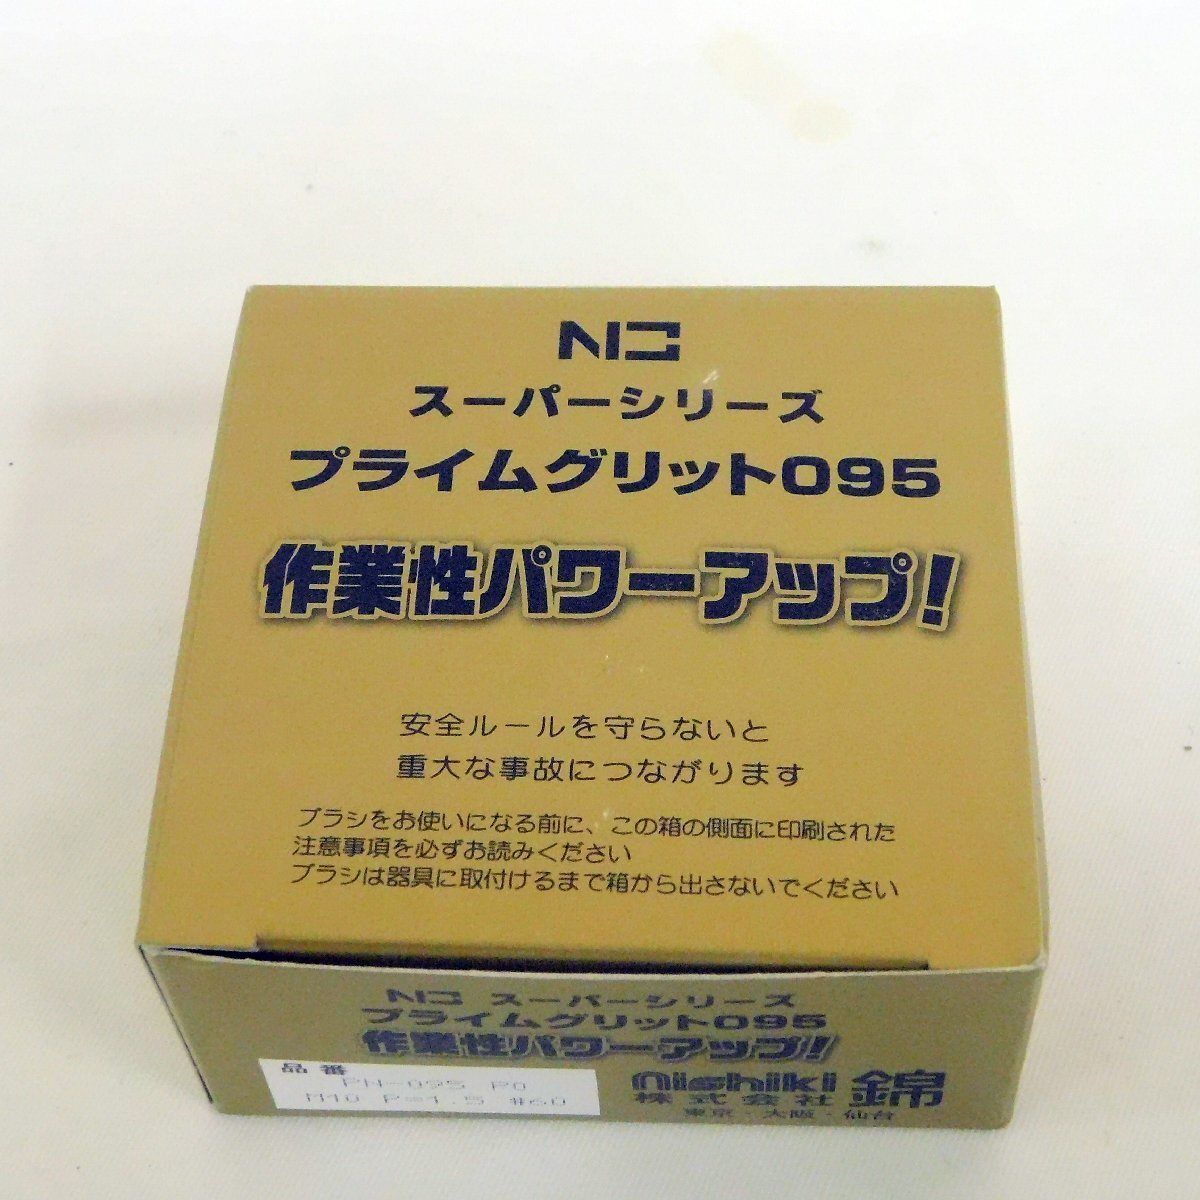 NC
スーパーシリーズ
プライムグリット095
作業性パワーアップ!
安全ルールを守らないと
重大な事故につながります
ブラシをお使いになる前に、この箱の側面に印刷された
注意事項を必ずお読みください
ブラシは器具に取付けるまで箱から出さないでください
NC スーパーシリーズ
プライムグリット095
作業性パワーアップ!
品番
PN-095 PO
M10 P=1.5 #60
nishiki
株式会社 錦
東京・大阪・仙台